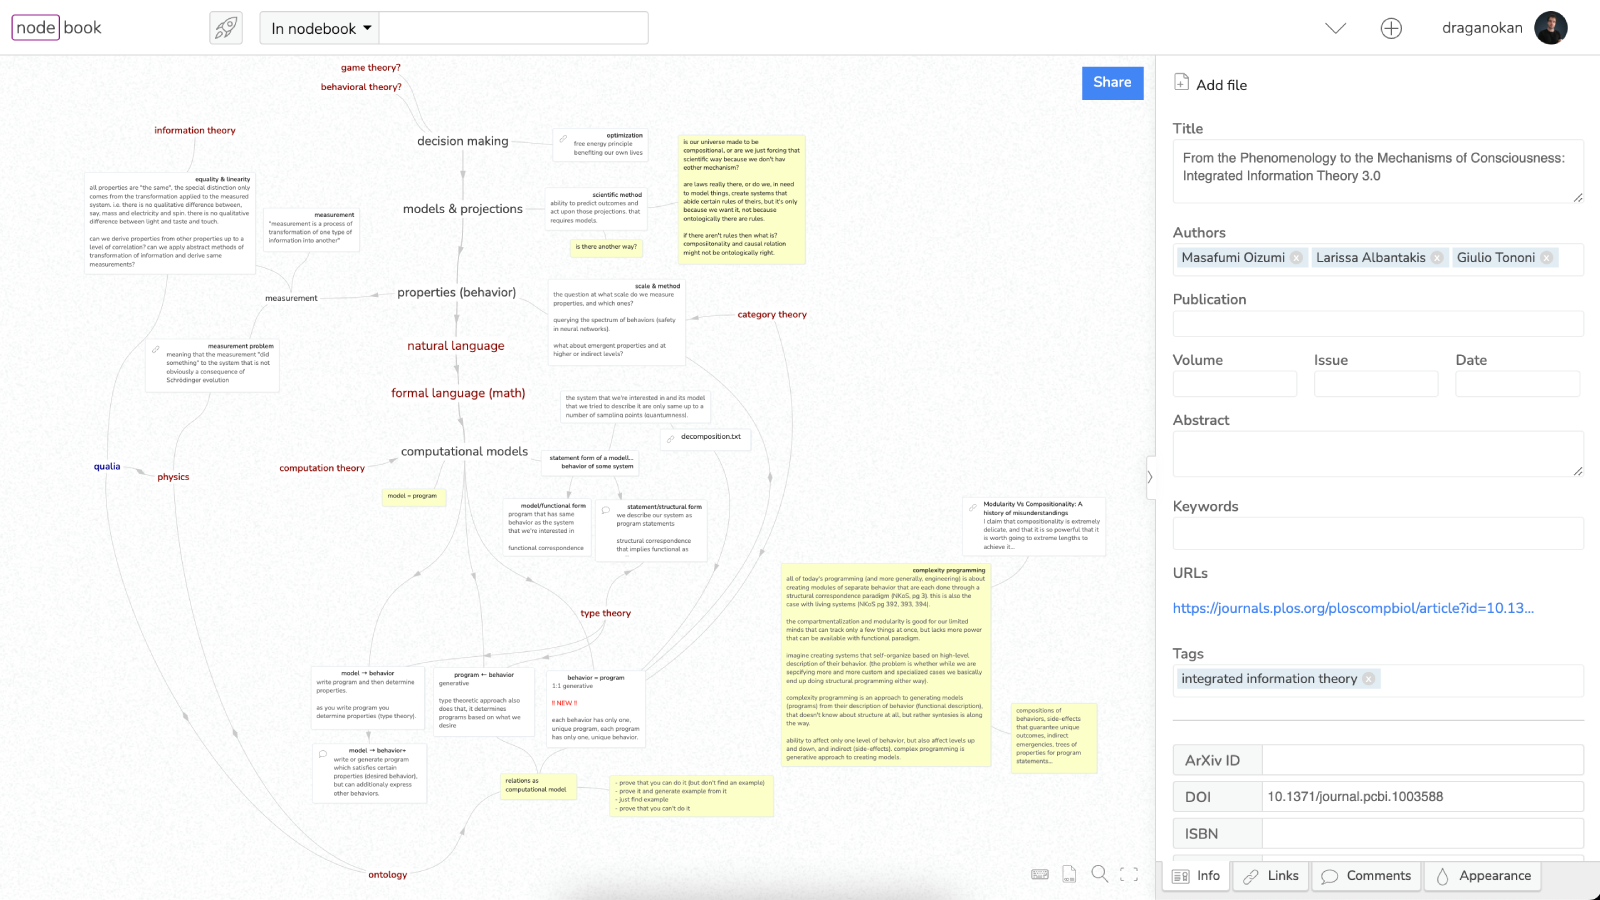 node book
In nodebook
draganokan
Share
game theory?
behavioral theory?
information theory
decision making
optimization
free energy principle
benefiting our own lives
is our universe made to be
compositional, or are we just forcing that
scientific way because we don't hav
eother mechanism?
are laws really there, or do we, in need
to model things, create systems that
abide certain rules of theirs, but it's only
because we want it, not because
ontologically there are rules.
if there aren't rules then what is?
compositonality and causal relation
might not be ontologically right.
equality & linearity
all properties are "the same", the special distinction only
comes from the transformation applied to the measured
system. i.e. there is no qualitative difference between,
say, mass and electricity and spin. there is no qualitative
difference between light and taste and touch.
can we derive properties from other properties up to a
level of correlation? can we apply abstract methods of
transformation of information and derive same
measurements?
measurement
"measurement is a process of
transformation of one type of
information into another"
models & projections
scientific method
ability to predict outcomes and
act upon those projections. that
requires models.
is there another way?
measurement
properties (behavior)
scale & method
the question at what scale do we measure
properties, and which ones?
querying the spectrum of behaviors (safety
in neural networks).
what about emergent properties and at
higher or indirect levels?
category theory
natural language
measurement problem
meaning that the measurement "did
something" to the system that is not
obviously a consequence of
Schrödinger evolution
formal language (math)
the system that we're interested in and its model
that we tried to describe it are only same up to a
number of sampling points (quantumness).
decomposition.txt
computational models
statement form of a modell...
behavior of some system
qualia
physics
computation theory
model = program
model/functional form
program that has same
behavior as the system
that we're interested in
functional correspondence
statement/structural form
we describe our system as
program statements
structural correspondence
that implies functional as
Modularity Vs Compositionality: A
history of misunderstandings
I claim that compositionality is extremely
delicate, and that it is so powerful that it
is worth going to extreme lengths to
achieve it...
complexity programming
all of today's programming (and more generally, engineering) is about
creating modules of separate behavior that are each done through a
structural correspondence paradigm (NKoS, pg 3). this is also the
case with living systems (NKoS pg 392, 393, 394).
the compartmentalization and modularity is good for our limited
minds that can track only a few things at once, but lacks more power
that can be available with functional paradigm.
imagine creating systems that self-organize based on high-level
description of their behavior. (the problem is whether while we are
sepcifying more and more custom and specialized cases we basically
end up doing structural programming either way).
complexity programming is an approach to generating models
(programs) from their description of behavior (functional description),
that doesn't know about structure at all, but rather syntesies is along
the way.
ability to affect only one level of behavior, but also affect levels up
and down, and indirect (side-effects). complex programming is
generative approach to creating models.
type theory
model → behavior
write program and then determine
properties.
as you write program you
determine properties (type theory).
program ← behavior
generative
type theoretic approach also
does that, it determines
programs based on what we
desire
behavior = program
1:1 generative
!! NEW !!
each behavior has only one,
unique program, each program
has only one, unique behavior.
compositions of
behaviors, side-effects
that guarantee unique
outcomes, indirect
emergencies, trees of
properties for program
statements...
model → behavior+
write or generate program
which satisfies certain
properties (desired behavior),
but can additionaly express
other behaviors.
relations as
computational model
- prove that you can do it (but don't find an example)
- prove it and generate example from it
- just find example
- prove that you can't do it
ontology
Add file
Title
From the Phenomenology to the Mechanisms of Consciousness:
Integrated Information Theory 3.0
Authors
Masafumi Oizumi Larissa Albantakis Giulio Tononi
Publication
Volume Issue Date
Abstract
Keywords
URLs
https://journals.plos.org/ploscompbiol/article?id=10.13...
Tags
integrated information theory
ArXiv ID
DOI 10.1371/journal.pcbi.1003588
ISBN
Info Links Comments Appearance